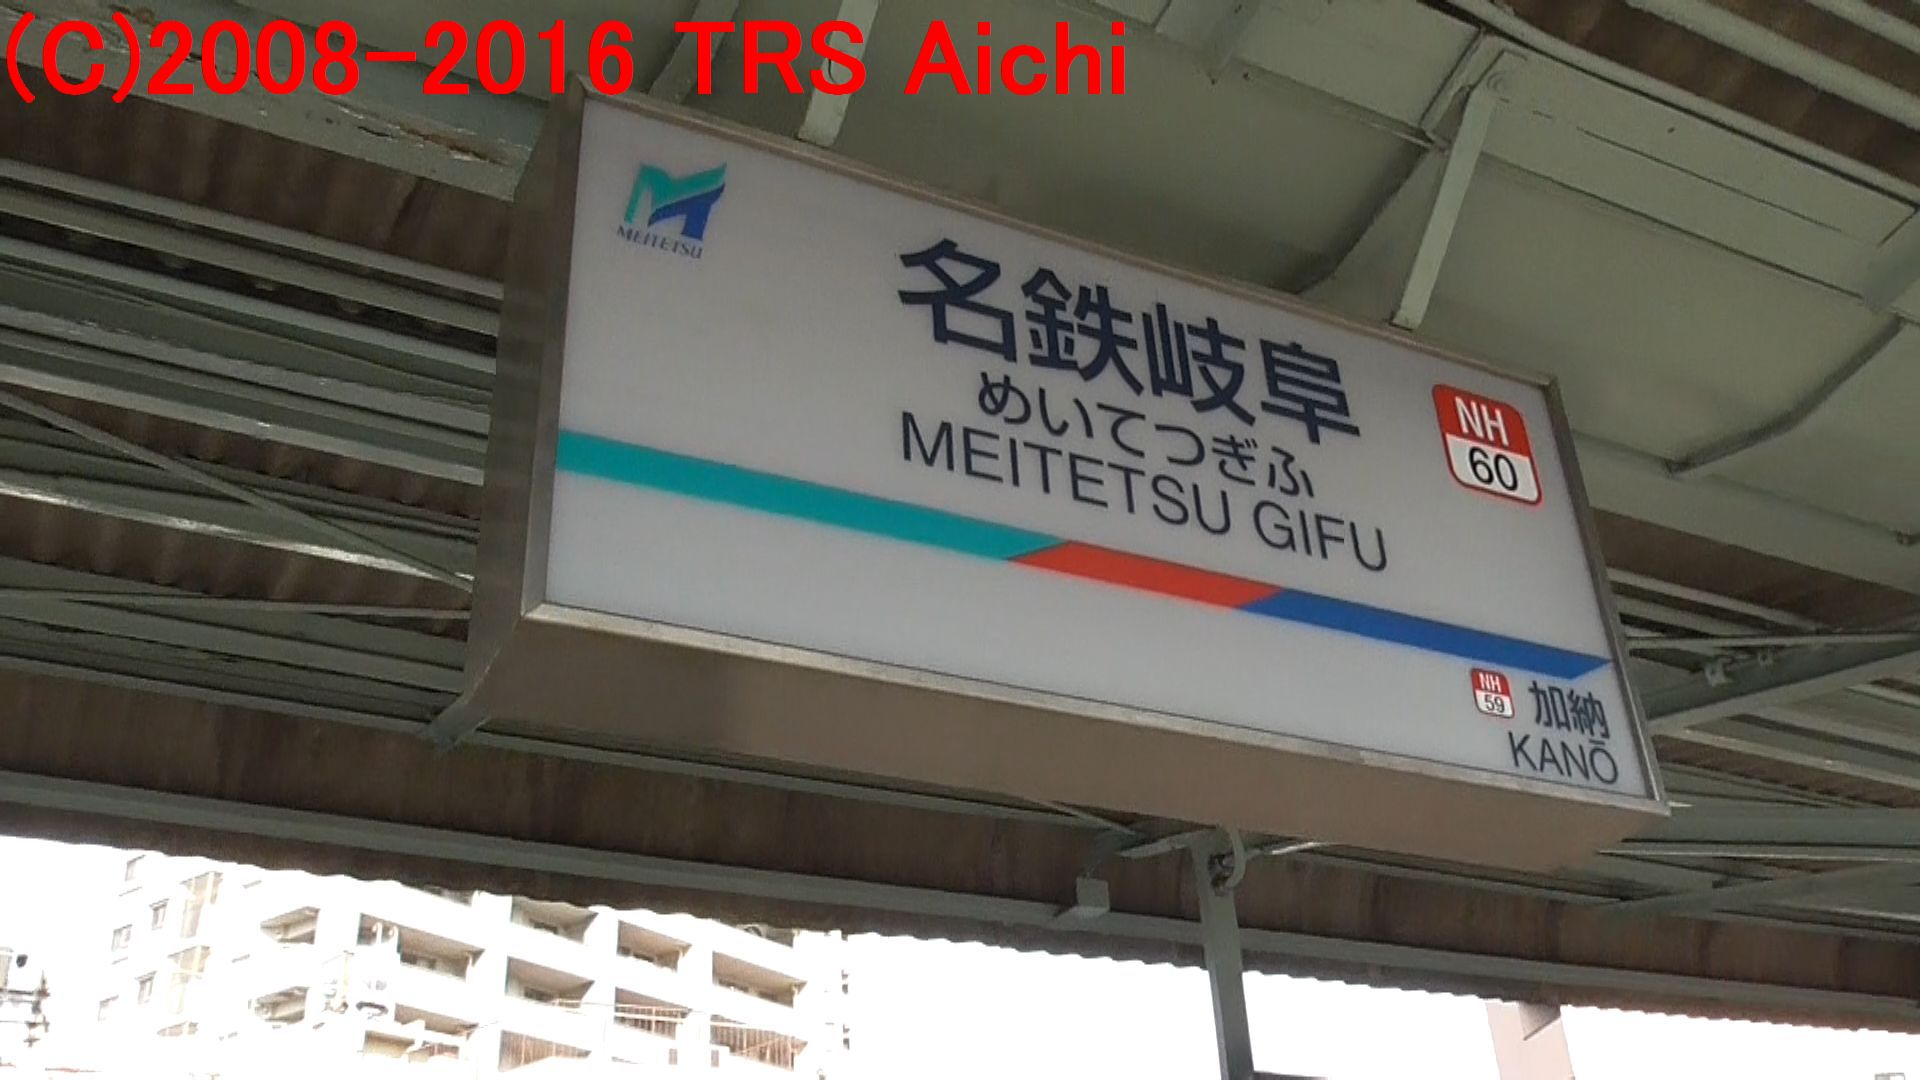 (C)2008-2016 TRS Aichi
MEITETSU
名鉄岐阜
めいてつぎふ
MEITETSU GIFU
NH
60
NH
59
加納
KANŌ